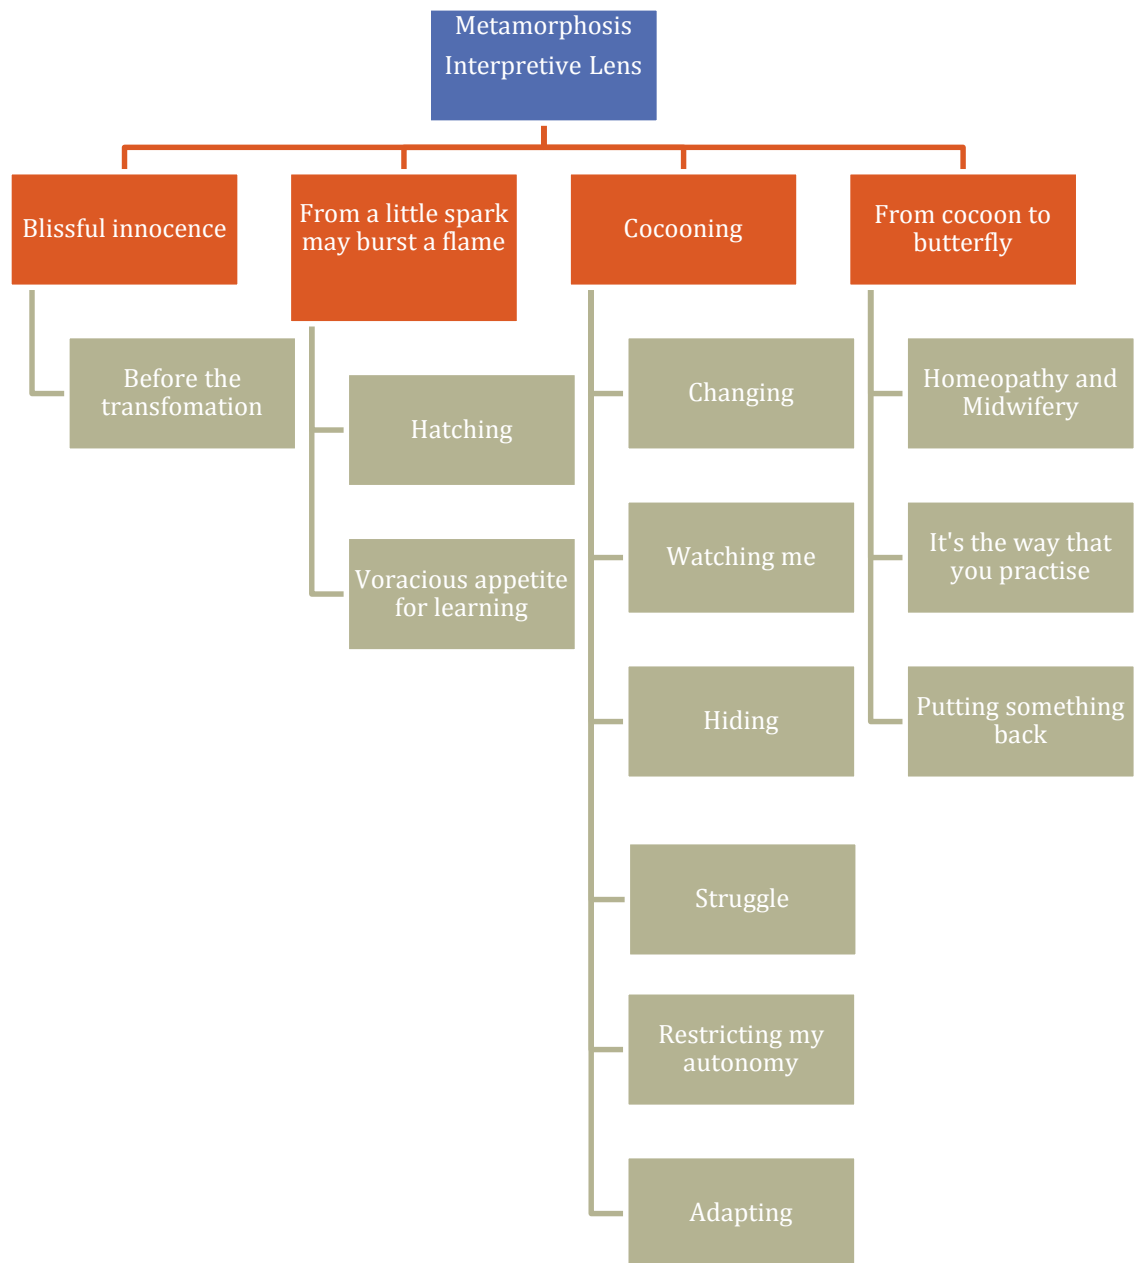 Metamorphosis
Interpretive Lens
Blissful innocence
Before the
transfomation
From a little spark
may burst a flame
Hatching
Voracious appetite
for learning
Cocooning
Changing
Watching me
Hiding
Struggle
Restricting my
autonomy
Adapting
From cocoon to
butterfly
Homeopathy and
Midwifery
It's the way that
you practise
Putting something
back